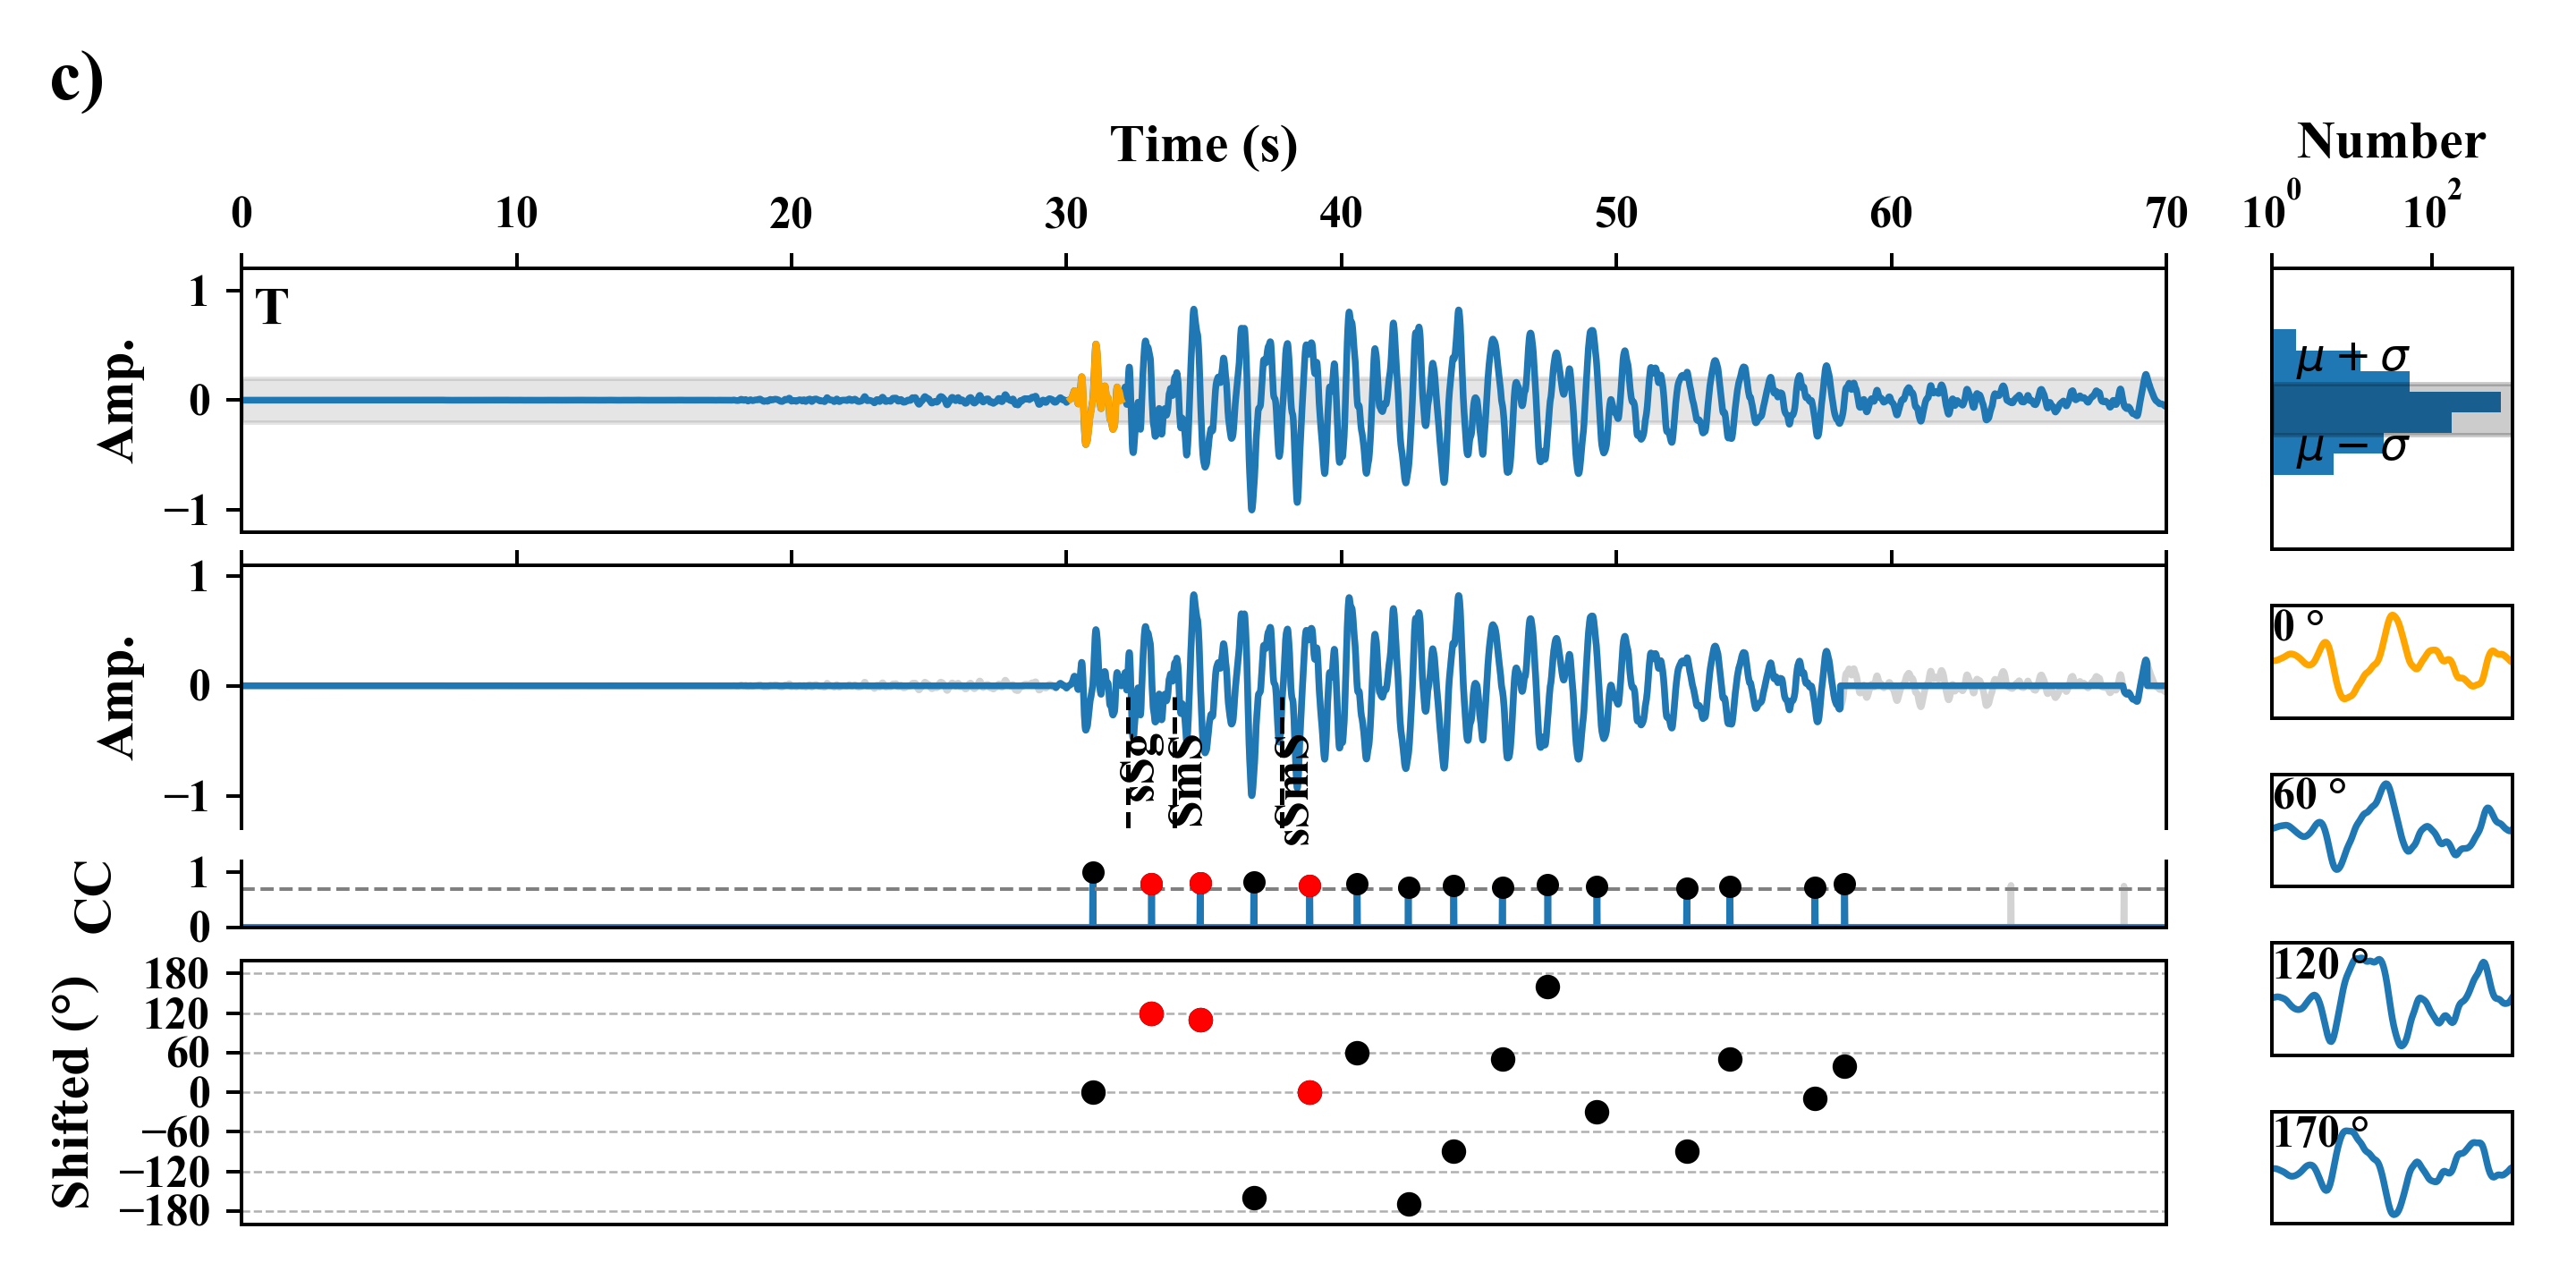 c)
Time (s)
Number
0 10 20 30 40 50 60 70
10^0 10^2
T
Amp.
1
0
−1
μ + σ
μ − σ
Amp.
1
0
−1
sSg
SmS
sSmS
0 °
60 °
CC
1
0
120 °
Shifted (°)
180
120
60
0
−60
−120
−180
170 °